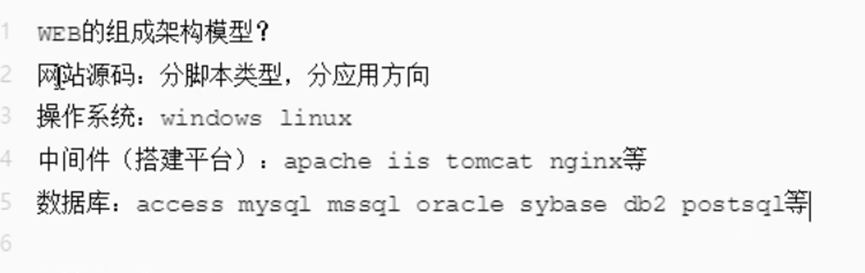 1 WEB的组成架构模型？
2 网站源码：分脚本类型，分应用方向
3 操作系统：windows linux
4 中间件（搭建平台）：apache iis tomcat nginx等
5 数据库：access mysql mssql oracle sybase db2 postsql等
6